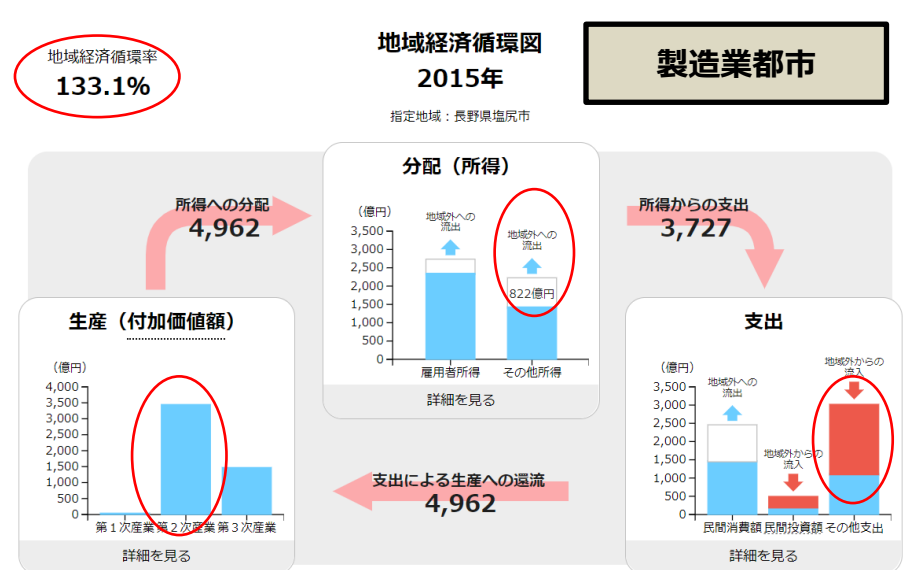 地域経済循環率
133.1%
地域経済循環図
2015年
指定地域：長野県塩尻市
製造業都市
所得への分配
4,962
分配（所得）
（億円）
3,500
3,000
2,500
2,000
1,500
1,000
500
0
地域外への
流出
地域外への
流出
822億円
雇用者所得
その他所得
詳細を見る
所得からの支出
3,727
生産（付加価値額）
（億円）
4,000
3,500
3,000
2,500
2,000
1,500
1,000
500
0
第１次産業
第２次産業
第３次産業
詳細を見る
支出による生産への還流
4,962
支出
（億円）
3,500
3,000
2,500
2,000
1,500
1,000
500
0
地域外への
流出
地域外からの
流入
地域外からの
流入
民間消費額
民間投資額
その他支出
詳細を見る